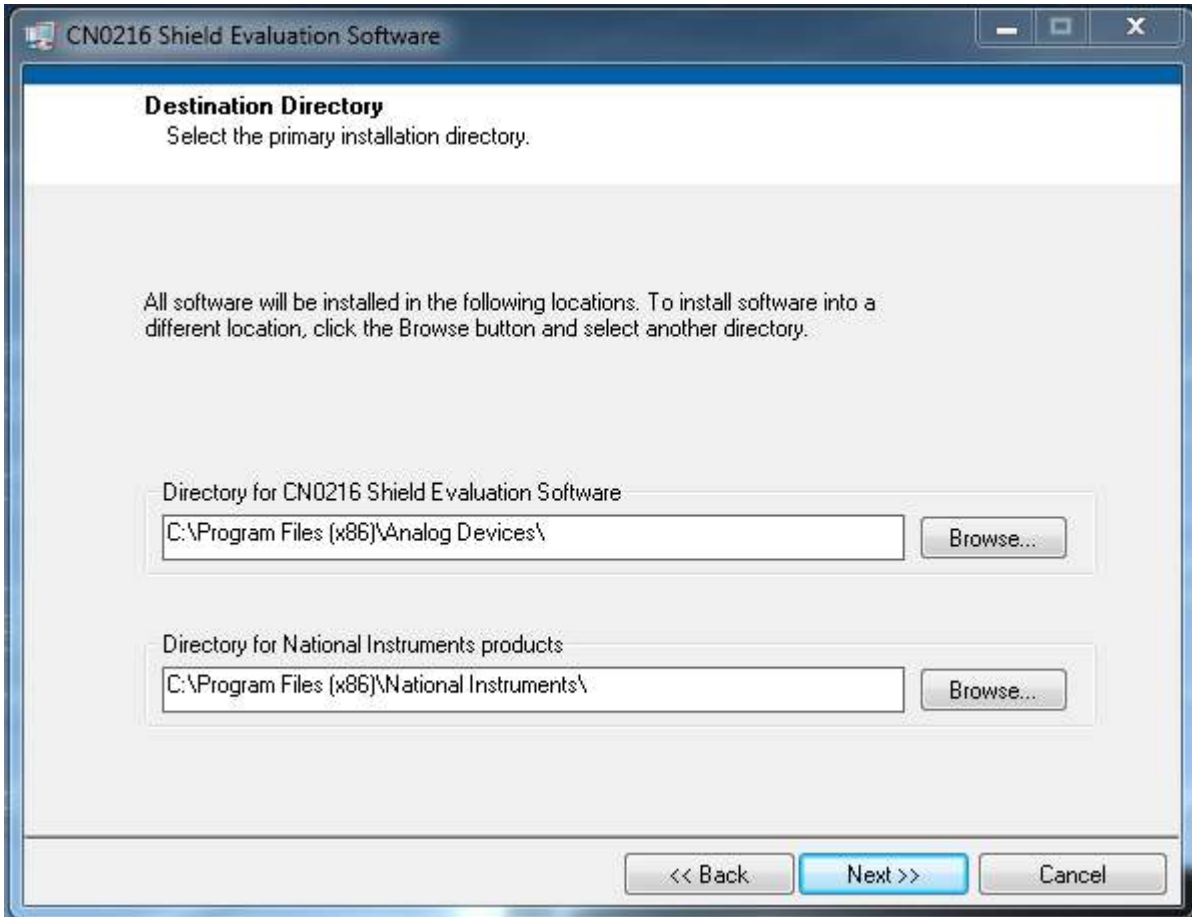 CN0216 Shield Evaluation Software
Destination Directory
Select the primary installation directory.
All software will be installed in the following locations. To install software into a
different location, click the Browse button and select another directory.
Directory for CN0216 Shield Evaluation Software
C:\Program Files (x86)\Analog Devices\
Browse...
Directory for National Instruments products
C:\Program Files (x86)\National Instruments\
Browse...
<< Back
Next >>
Cancel